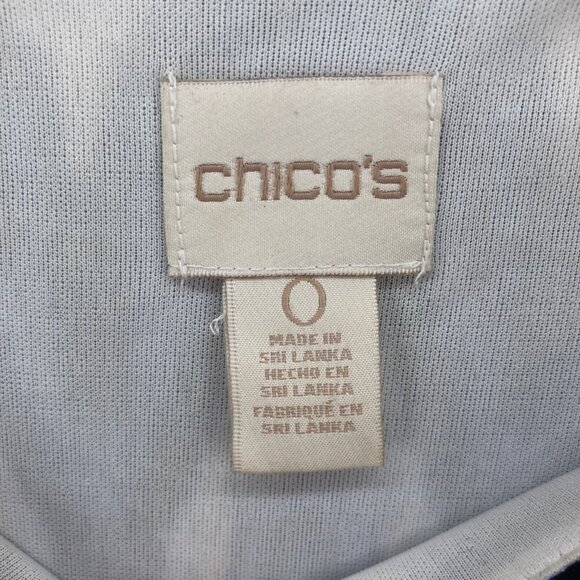 chico's
0
MADE IN
SRI LANKA
HECHO EN
SRI LANKA
FABRIQUÉ EN
SRI LANKA